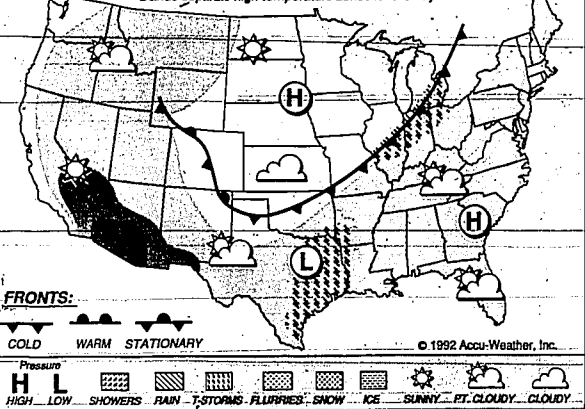 H
H
L
FRONTS:
COLD WARM STATIONARY
© 1992 Accu-Weather, Inc.
Pressure
H L
HIGH LOW SHOWERS RAIN T-STORMS FLURRIES SNOW ICE SUNNY PT. CLOUDY CLOUDY